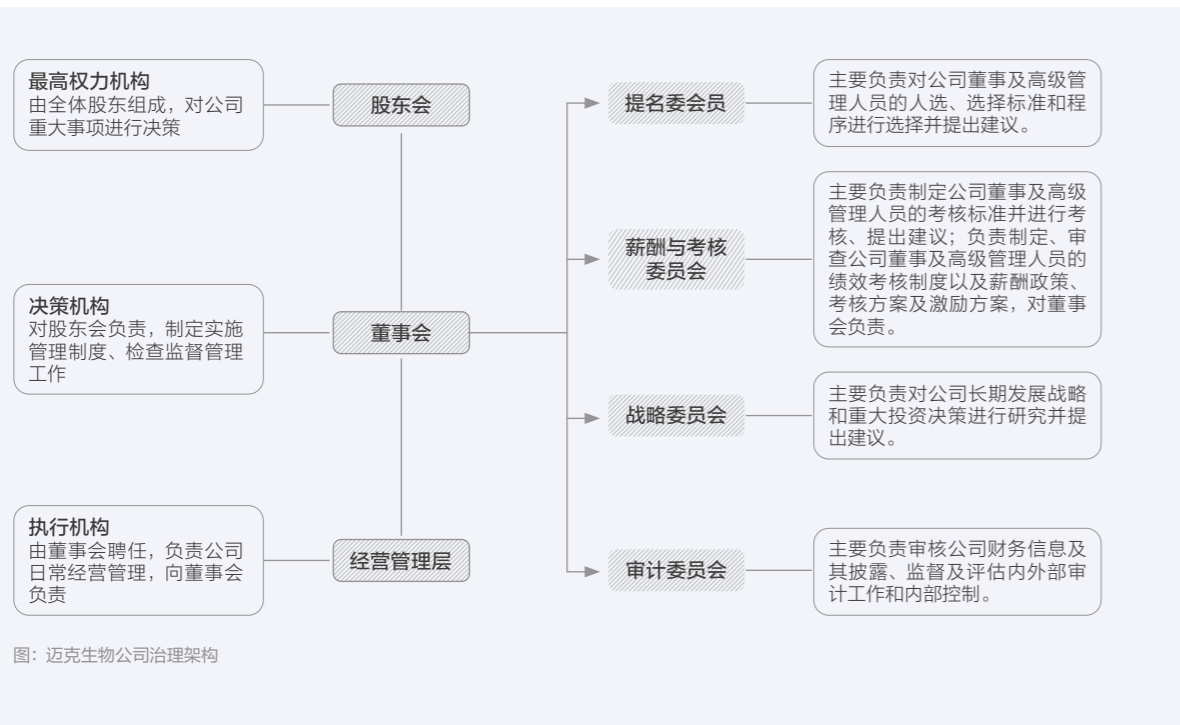 最高权力机构
由全体股东组成，对公司
重大事项进行决策
股东会
决策机构
对股东会负责，制定实施
管理制度、检查监督管理
工作
董事会
执行机构
由董事会聘任，负责公司
日常经营管理，向董事会
负责
经营管理层
提名委会员
主要负责对公司董事及高级管
理人员的人选、选择标准和程
序进行选择并提出建议。
薪酬与考核
委员会
主要负责制定公司董事及高级
管理人员的考核标准并进行考
核、提出建议；负责制定、审
查公司董事及高级管理人员的
绩效考核制度以及薪酬政策、
考核方案及激励方案，对董事
会负责。
战略委员会
主要负责对公司长期发展战略
和重大投资决策进行研究并提
出建议。
审计委员会
主要负责审核公司财务信息及
其披露、监督及评估内外部审
计工作和内部控制。
图：迈克生物公司治理架构